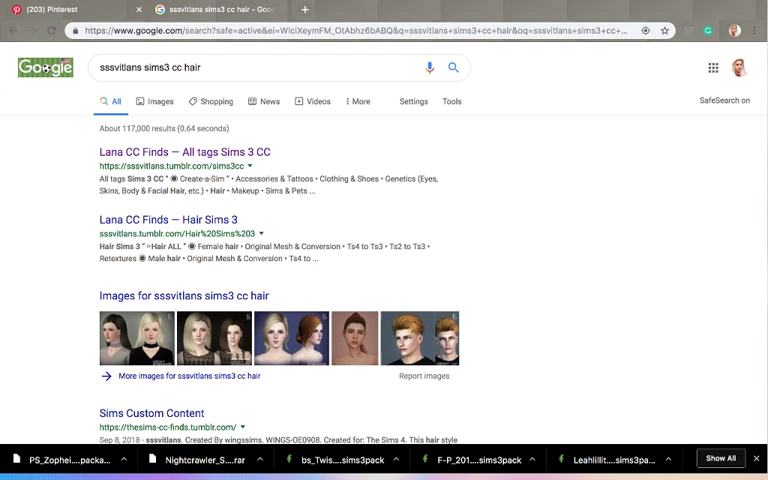 (203) Pinterest
sssvitlans sims3 cc hair - Goo
https://www.google.com/search?safe=active&ei=WiciXeymFM_OtAbhz6bABQ&q=sssvitlans+sims3+cc+hair&oq=sssvitlans+sims3+cc+...
Google
sssvitlans sims3 cc hair
All Images Shopping News Videos More Settings Tools
SafeSearch on
About 117,000 results (0.64 seconds)
Lana CC Finds — All tags Sims 3 CC
https://sssvitlans.tumblr.com/sims3cc
All tags Sims 3 CC " ◉ Create-a-Sim " • Accessories & Tattoos • Clothing & Shoes • Genetics (Eyes,
Skins, Body & Facial Hair, etc.) • Hair • Makeup • Sims & Pets ...
Lana CC Finds — Hair Sims 3
sssvitlans.tumblr.com/Hair%20Sims%203
Hair Sims 3 " ▹Hair ALL " ◉ Female hair • Original Mesh & Conversion • Ts4 to Ts3 • Ts2 to Ts3 •
Retextures ◉ Male hair • Original Mesh & Conversion • Ts4 to ...
Images for sssvitlans sims3 cc hair
More images for sssvitlans sims3 cc hair
Report images
Sims Custom Content
https://thesims-cc-finds.tumblr.com/
Sep 8, 2018 - sssvitlans. Created By wingssims. WINGS-OE0908. Created for: The Sims 4. This hair style
PS_Zophei....packa...
Nightcrawler_S....rar
bs_Twis....sims3pack
F-P_201....sims3pack
Leahlillit....sims3pa...
Show All